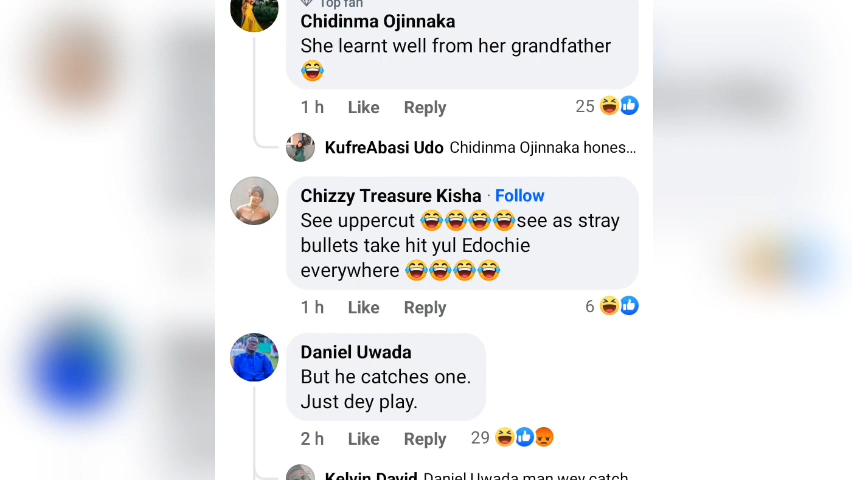 Top fan
Chidinma Ojinnaka
She learnt well from her grandfather
😂
1 h Like Reply 25
KufreAbasi Udo Chidinma Ojinnaka hones...
Chizzy Treasure Kisha · Follow
See uppercut 😂😂😂😂see as stray
bullets take hit yul Edochie
everywhere 😂😂😂😂
1 h Like Reply 6
Daniel Uwada
But he catches one.
Just dey play.
2 h Like Reply 29
Kelvin David Daniel Uwada man wey catch